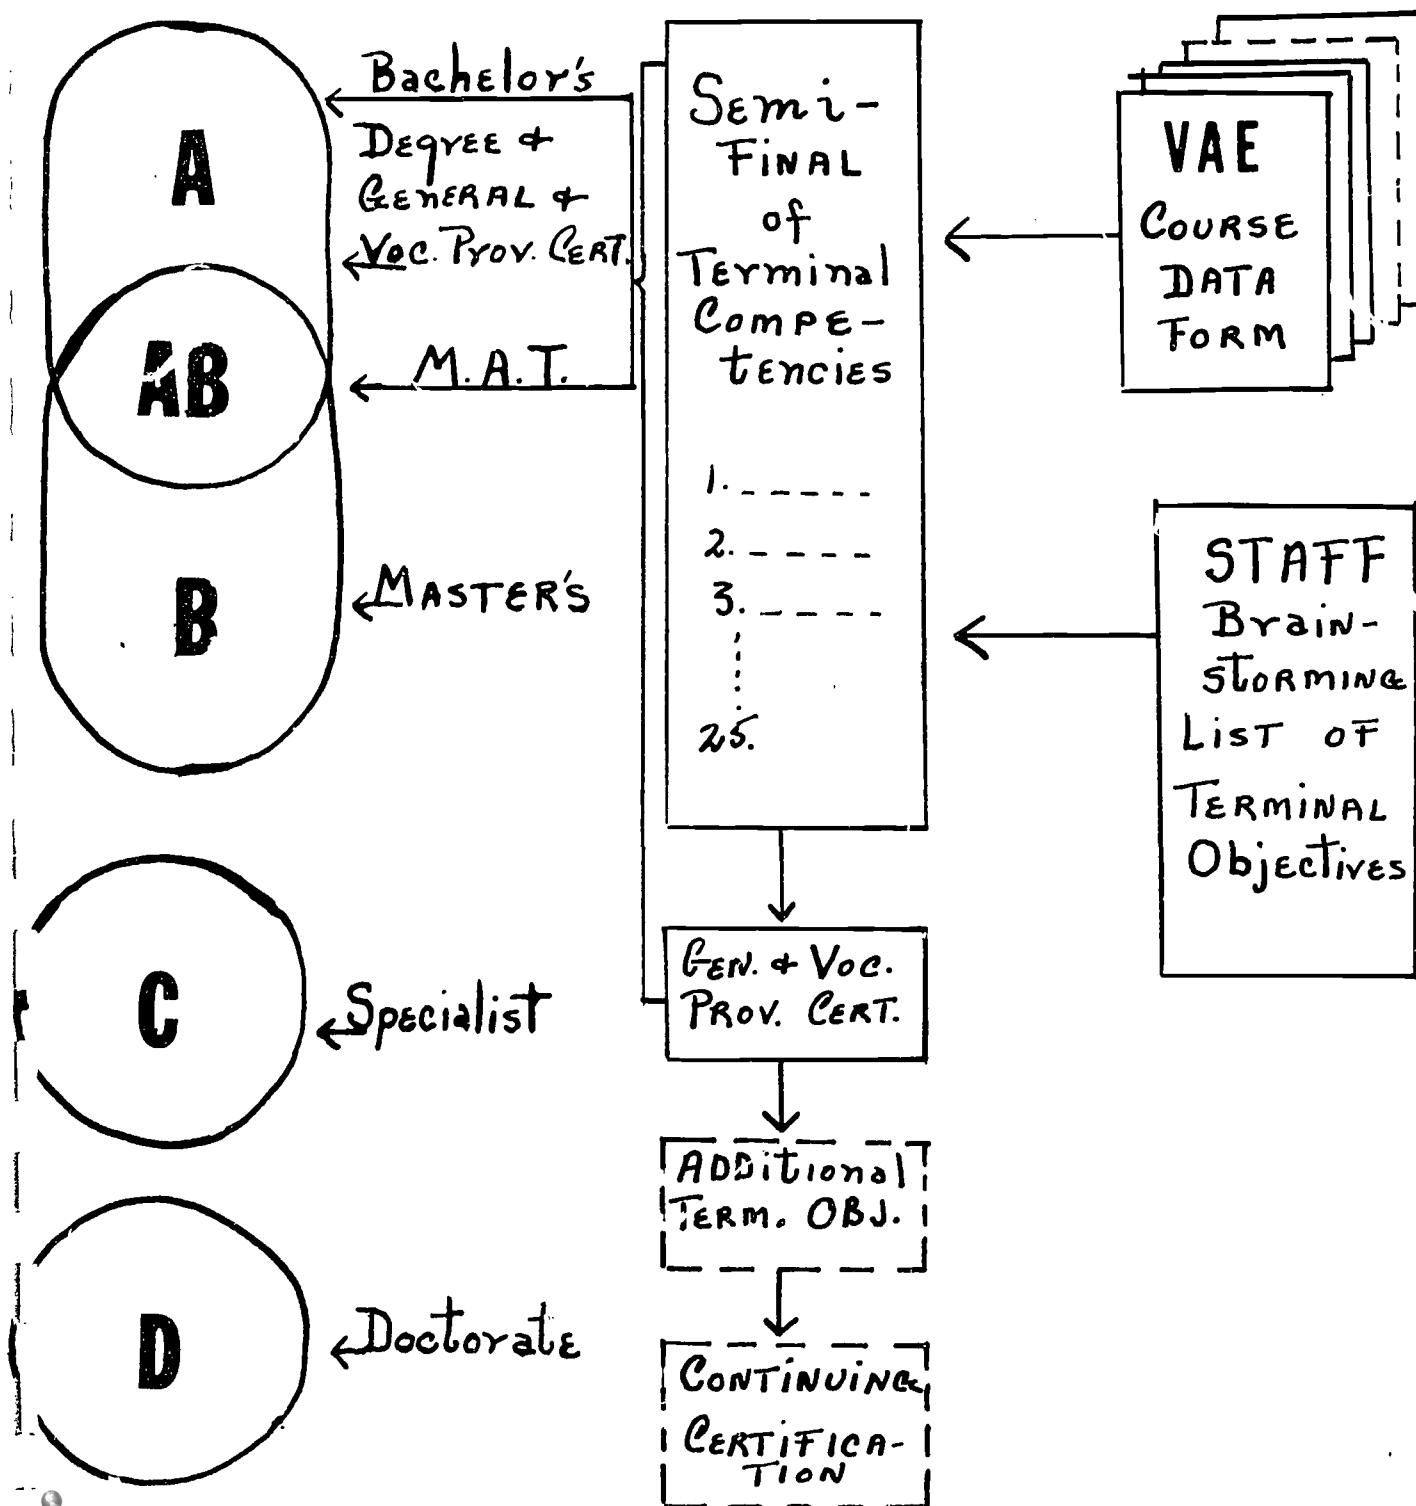 A
AB
B
C
D
Bachelor's
Degree &
General &
Voc. Prov. Cert.
M.A.T.
Master's
Specialist
Doctorate
Semi-
Final
of
Terminal
Compe-
tencies
1. _ _ _ _ _
2. _ _ _ _ _
3. _ _ _ _ _
25.
Gen. & Voc.
Prov. Cert.
Additional
Term. Obj.
Continuing
Certifica-
tion
VAE
Course
Data
Form
STAFF
Brain-
storming
List of
Terminal
Objectives